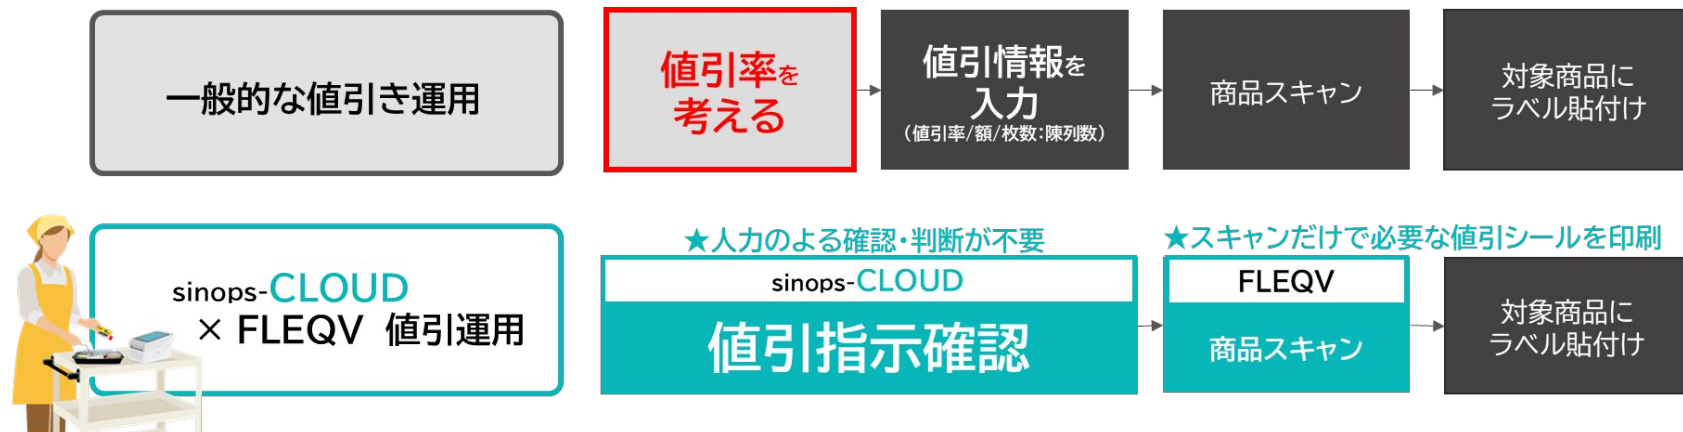 一般的な値引き運用
値引率を
考える
値引情報を
入力
（値引率/額/枚数：陳列数）
商品スキャン
対象商品に
ラベル貼付け
★人力のよる確認・判断が不要
★スキャンだけで必要な値引シールを印刷
sinops-CLOUD
× FLEQV 値引運用
sinops-CLOUD
値引指示確認
FLEQV
商品スキャン
対象商品に
ラベル貼付け